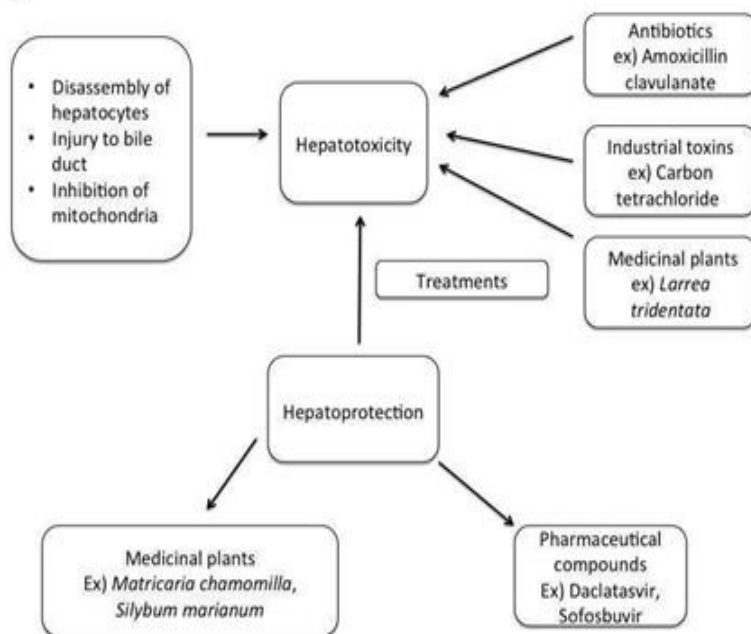 • Disassembly of
hepatocytes
• Injury to bile
duct
• Inhibition of
mitochondria
Hepatotoxicity
Antibiotics
ex) Amoxicillin
clavulanate
Industrial toxins
ex) Carbon
tetrachloride
Medicinal plants
ex) Larrea
tridentata
Treatments
Hepatoprotection
Medicinal plants
Ex) Matricaria chamomilla,
Silybum marianum
Pharmaceutical
compounds
Ex) Daclatasvir,
Sofosbuvir